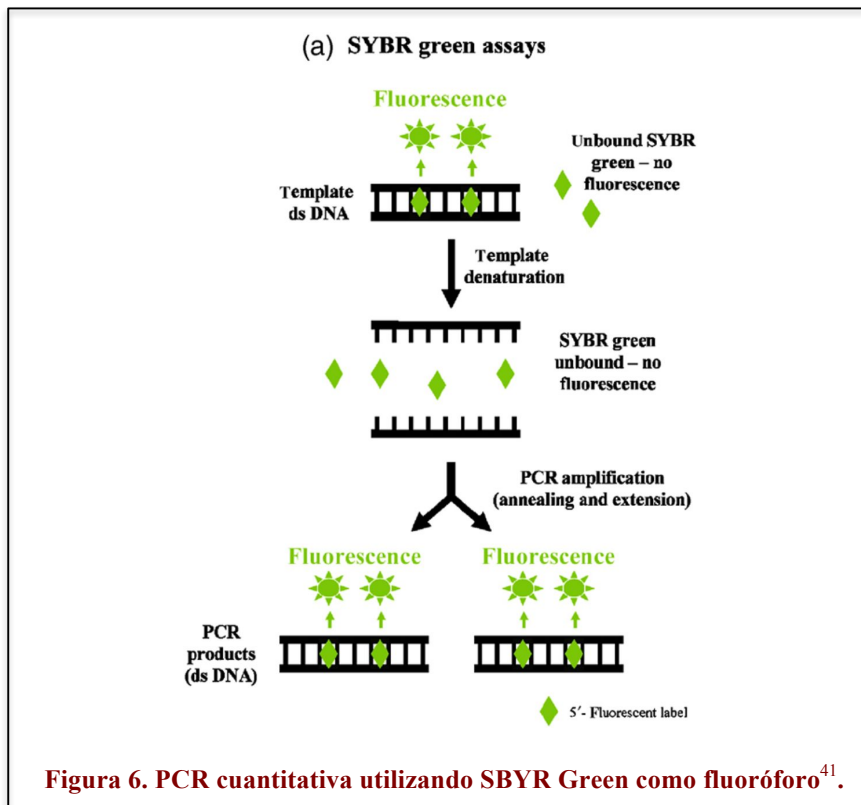 (a) SYBR green assays
Fluorescence
Unbound SYBR
green – no
fluorescence
Template
ds DNA
Template
denaturation
SYBR green
unbound – no
fluorescence
PCR amplification
(annealing and extension)
Fluorescence
Fluorescence
PCR
products
(ds DNA)
5′- Fluorescent label
Figura 6. PCR cuantitativa utilizando SBYR Green como fluoróforo⁴¹.